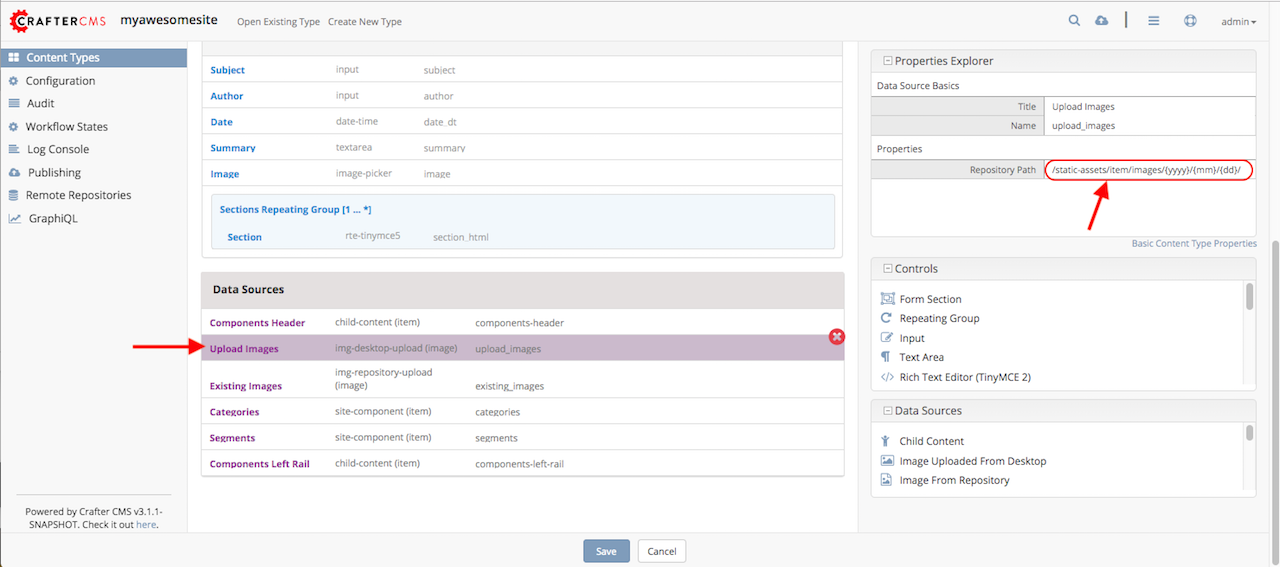 CRAFTERCMS myawesomesite Open Existing Type Create New Type admin
Content Types
Configuration
Audit
Workflow States
Log Console
Publishing
Remote Repositories
GraphiQL
Powered by Crafter CMS v3.1.1-
SNAPSHOT. Check it out here.
Subject input subject
Author input author
Date date-time date_dt
Summary textarea summary
Image image-picker image
Sections Repeating Group [1 ... *]
Section rte-tinymce5 section_html
Data Sources
Components Header child-content (item) components-header
Upload Images img-desktop-upload (image) upload_images
Existing Images img-repository-upload (image) existing_images
Categories site-component (item) categories
Segments site-component (item) segments
Components Left Rail child-content (item) components-left-rail
Properties Explorer
Data Source Basics
Title Upload Images
Name upload_images
Properties
Repository Path /static-assets/item/images/{yyyy}/{mm}/{dd}/
Basic Content Type Properties
Controls
Form Section
Repeating Group
Input
Text Area
Rich Text Editor (TinyMCE 2)
Data Sources
Child Content
Image Uploaded From Desktop
Image From Repository
Save Cancel